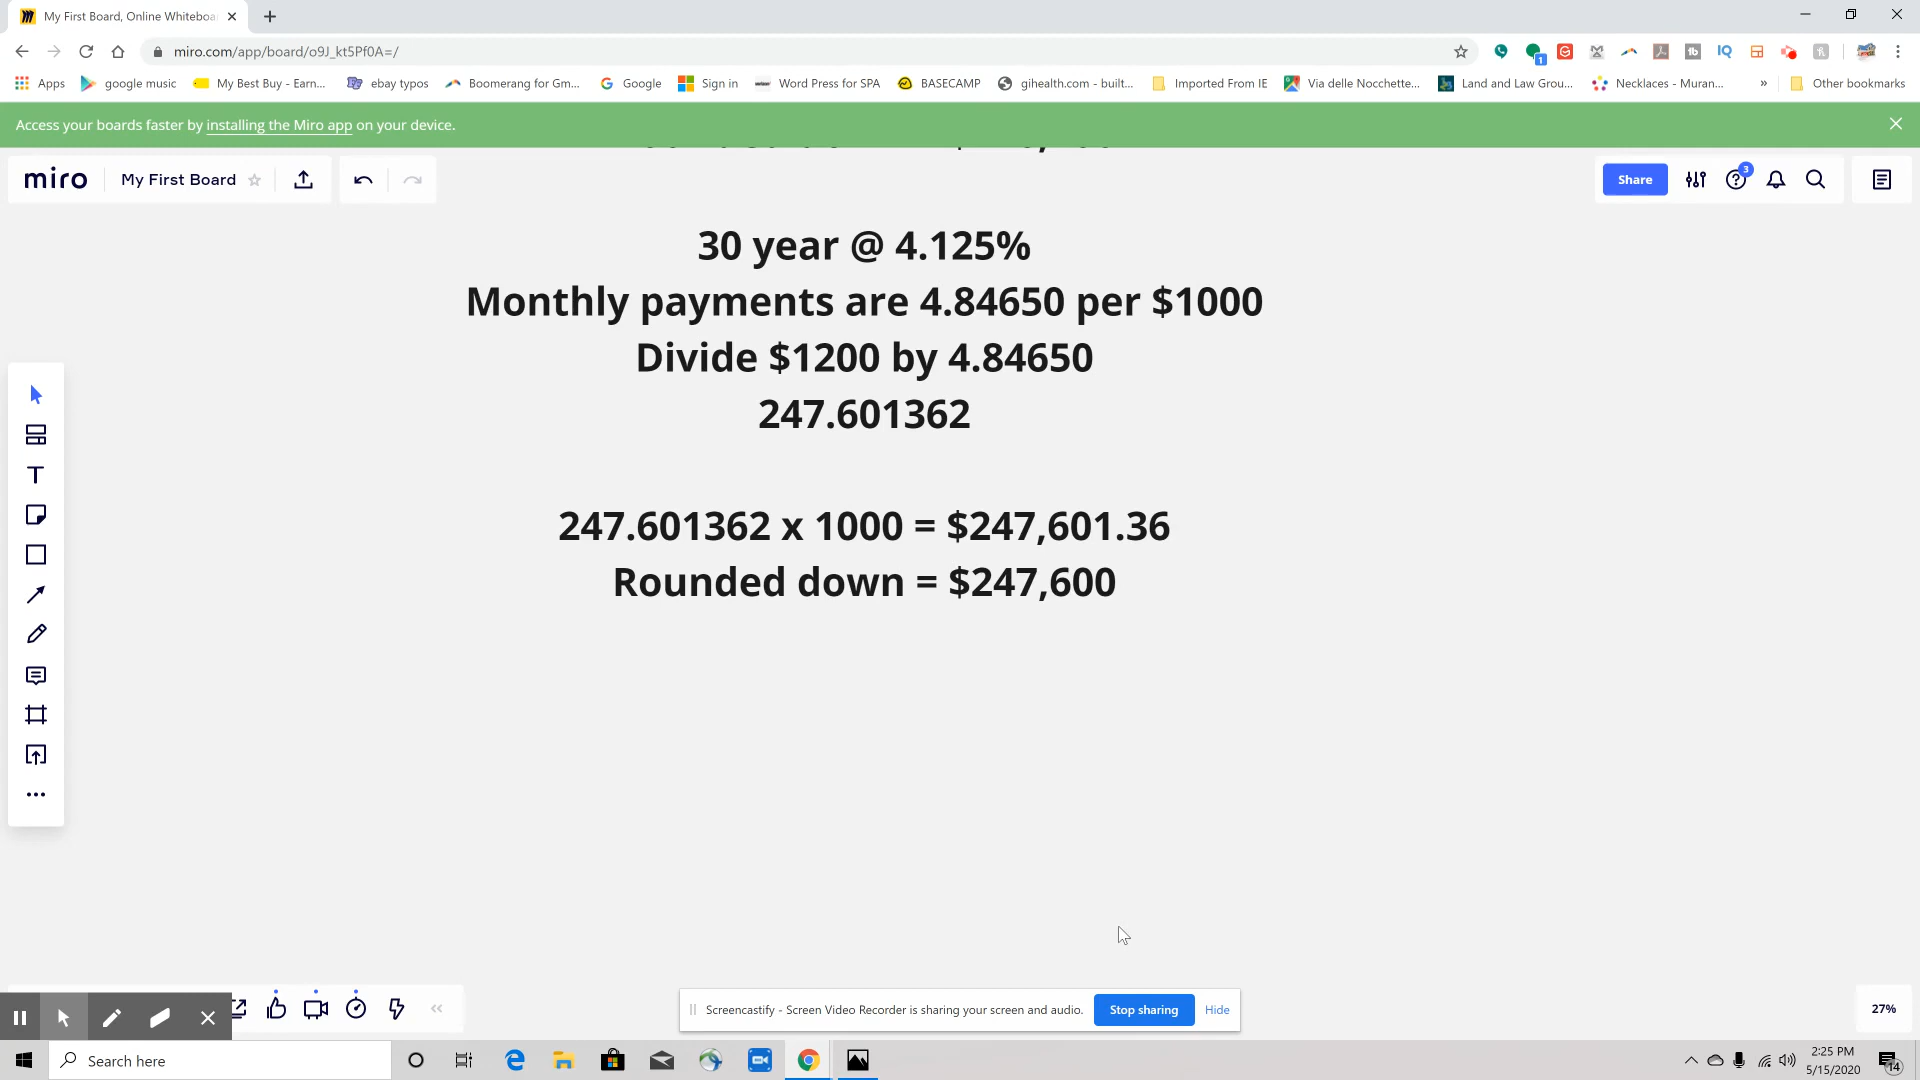 My First Board, Online Whiteboa
miro.com/app/board/o9J_kt5Pf0A=/
1
Apps google music My Best Buy - Earn... ebay typos Boomerang for Gm... Google Sign in Word Press for SPA BASECAMP gihealth.com - built... Imported From IE Via delle Nocchette... Land and Law Grou... Necklaces - Muran... » Other bookmarks
Access your boards faster by installing the Miro app on your device.
miro My First Board Share 3
30 year @ 4.125%
Monthly payments are 4.84650 per $1000
Divide $1200 by 4.84650
247.601362
247.601362 x 1000 = $247,601.36
Rounded down = $247,600
Screencastify - Screen Video Recorder is sharing your screen and audio. Stop sharing Hide
27%
Search here
2:25 PM
5/15/2020
14